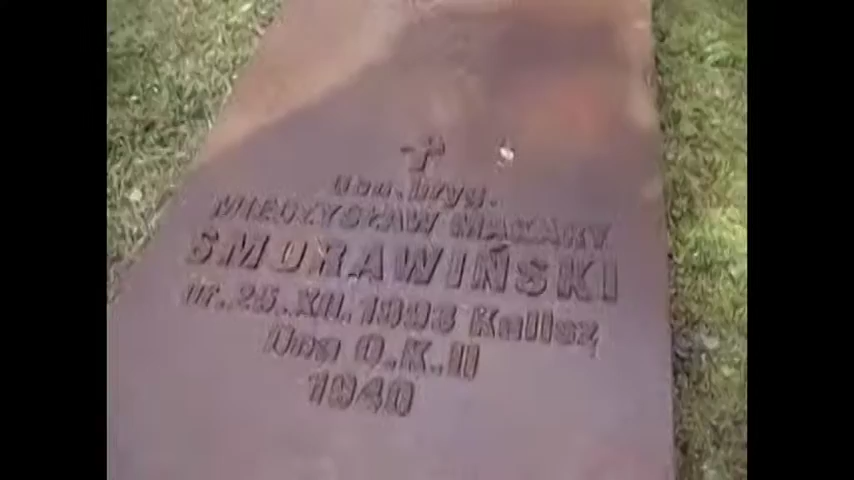 Gen. bryg.
MIECZYSŁAW MAKARY
SMORAWIŃSKI
ur. 25.XII.1893 Kalisz
Dca O.K.II
1940